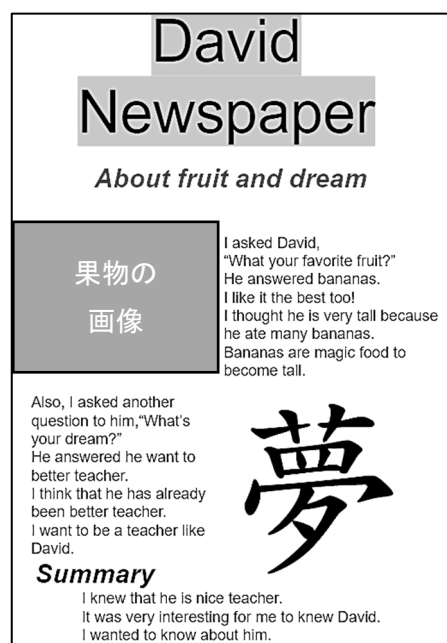 David
Newspaper
About fruit and dream
果物の
画像
I asked David,
“What your favorite fruit?”
He answered bananas.
I like it the best too!
I thought he is very tall because
he ate many bananas.
Bananas are magic food to
become tall.
Also, I asked another
question to him,“What's
your dream?”
He answered he want to
better teacher.
I think that he has already
been better teacher.
I want to be a teacher like
David.
夢
Summary
I knew that he is nice teacher.
It was very interesting for me to knew David.
I wanted to know about him.